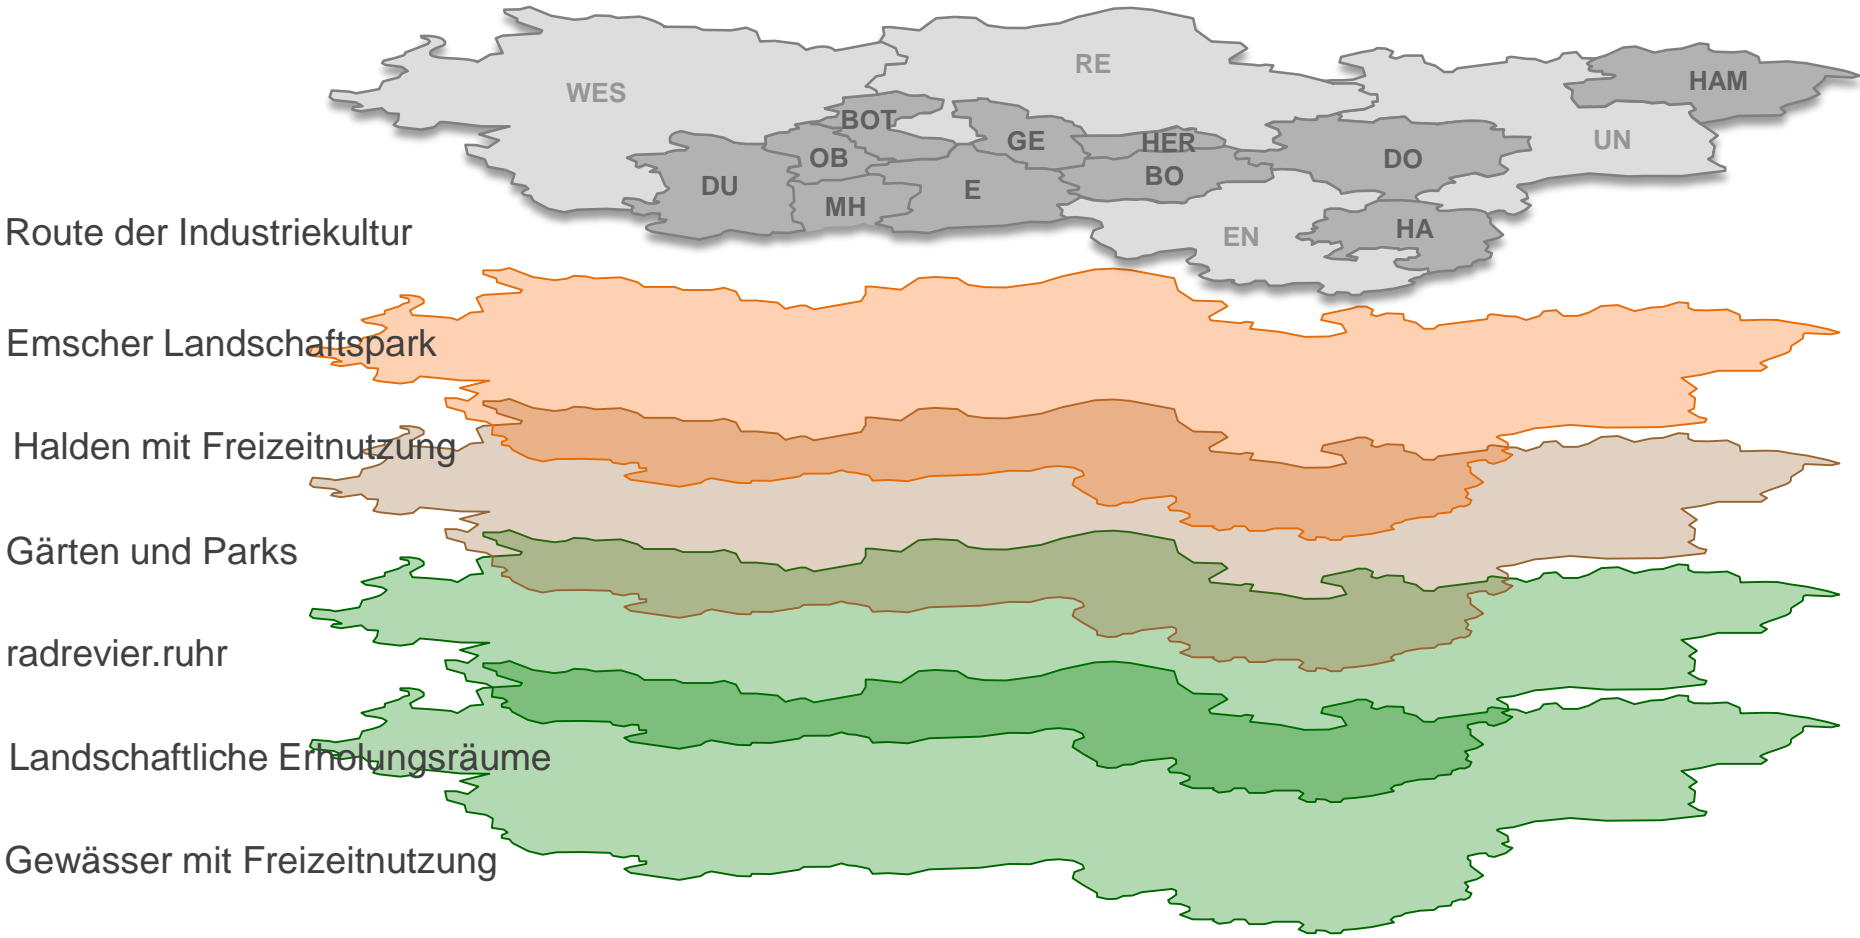 RE
HAM
WES
BOT
GE
HER
UN
OB
DO
BO
DU
E
MH
HA
EN
Route der Industriekultur
Emscher Landschaftspark
Halden mit Freizeitnutzung
Gärten und Parks
radrevier.ruhr
Landschaftliche Erholungsräume
Gewässer mit Freizeitnutzung